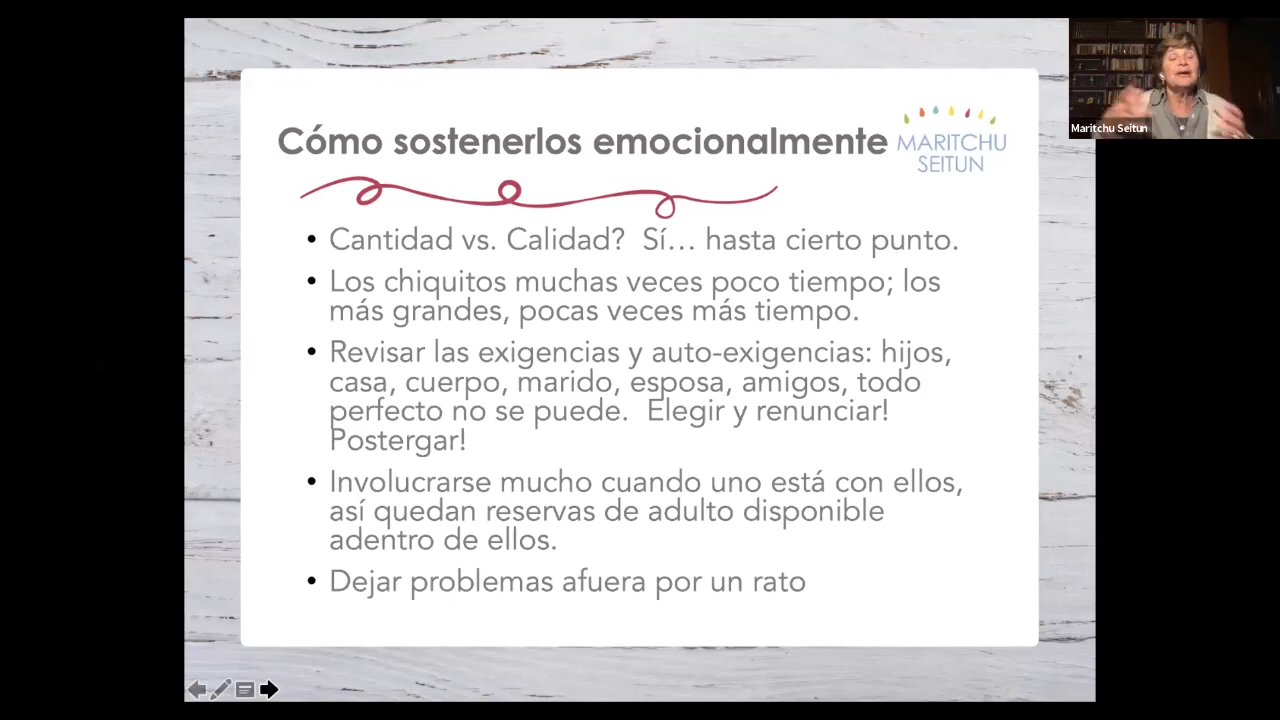 Cómo sostenerlos emocionalmente
MARITCHU
SEITUN
• Cantidad vs. Calidad? Sí... hasta cierto punto.
• Los chiquitos muchas veces poco tiempo; los
más grandes, pocas veces más tiempo.
• Revisar las exigencias y auto-exigencias: hijos,
casa, cuerpo, marido, esposa, amigos, todo
perfecto no se puede. Elegir y renunciar!
Postergar!
• Involucrarse mucho cuando uno está con ellos,
así quedan reservas de adulto disponible
adentro de ellos.
• Dejar problemas afuera por un rato
Maritchu Seitun